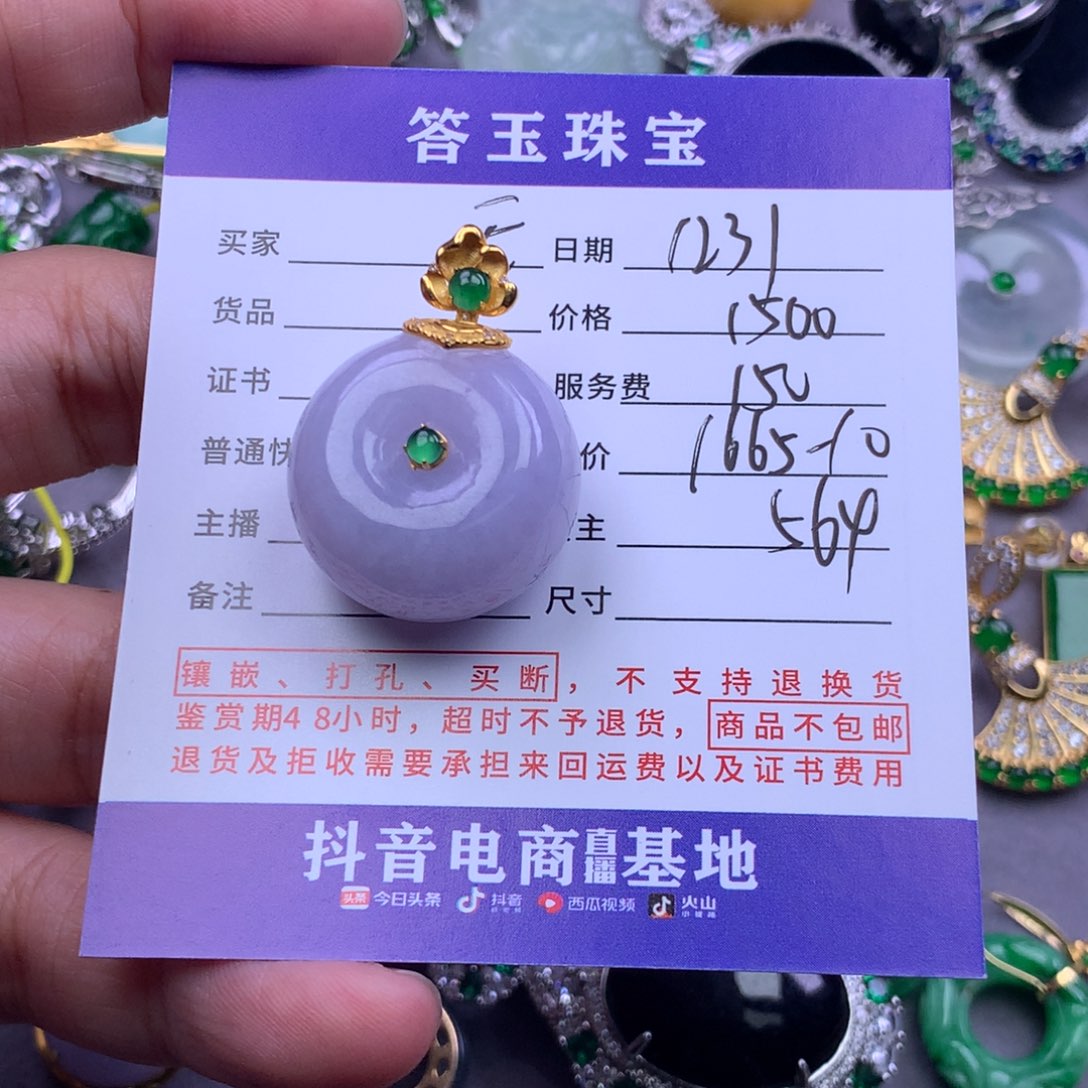 答玉珠宝
买家 日期 1231
货品 价格 1500
证书 服务费 150
普通快 价 1665-10
主播 主 564
备注 尺寸
镶嵌、打孔、买断，不支持退换货
鉴赏期48小时，超时不予退货，商品不包邮
退货及拒收需要承担来回运费以及证书费用
抖音电商直播基地
头条 今日头条 抖音 西瓜视频 火山